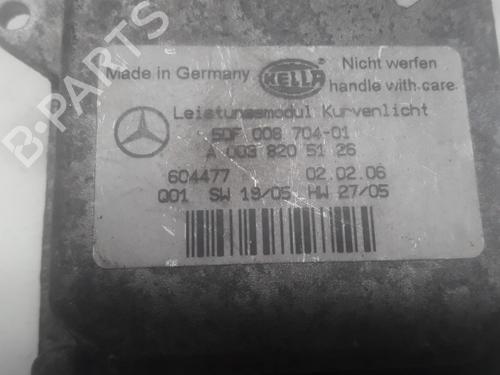 Made in Germany
HELLA
Nicht werfen
handle with care
Leistungsmodul Kurvenlicht
5DF 008 704-01
A 003 820 51 26
604477 02.02.06
Q01 SW 19/05 HW 27/05
B-PARTS